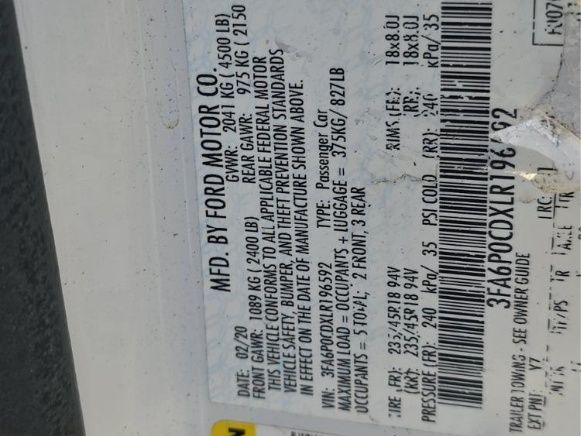 MFD. BY FORD MOTOR CO.
DATE: 02/20 GVWR: 2041 KG ( 4500 LB)
FRONT GAWR: 1089 KG ( 2400 LB) REAR GAWR: 975 KG ( 2150
THIS VEHICLE CONFORMS TO ALL APPLICABLE FEDERAL MOTOR
VEHICLE SAFETY, BUMPER, AND THEFT PREVENTION STANDARDS
IN EFFECT ON THE DATE OF MANUFACTURE SHOWN ABOVE.
VIN: 3FA6P0CDXLR196592 TYPE: Passenger Car
MAXIMUM LOAD = OCCUPANTS + LUGGAGE = 375KG/ 827LB
OCCUPANTS = 5 TOTAL; 2 FRONT, 3 REAR
TIRE (FR): 235/45R18 94V RIMS (FR): 18x8.0J
(RR): 235/45R18 94V (RR): 18x8.0J
PRESSURE (FR): 240 kPa/ 35 PSI COLD (RR): 240 kPa/ 35
3FA6P0CDXLR196592
TRAILER TOWING - SEE OWNER GUIDE
EXT PNT: YZ